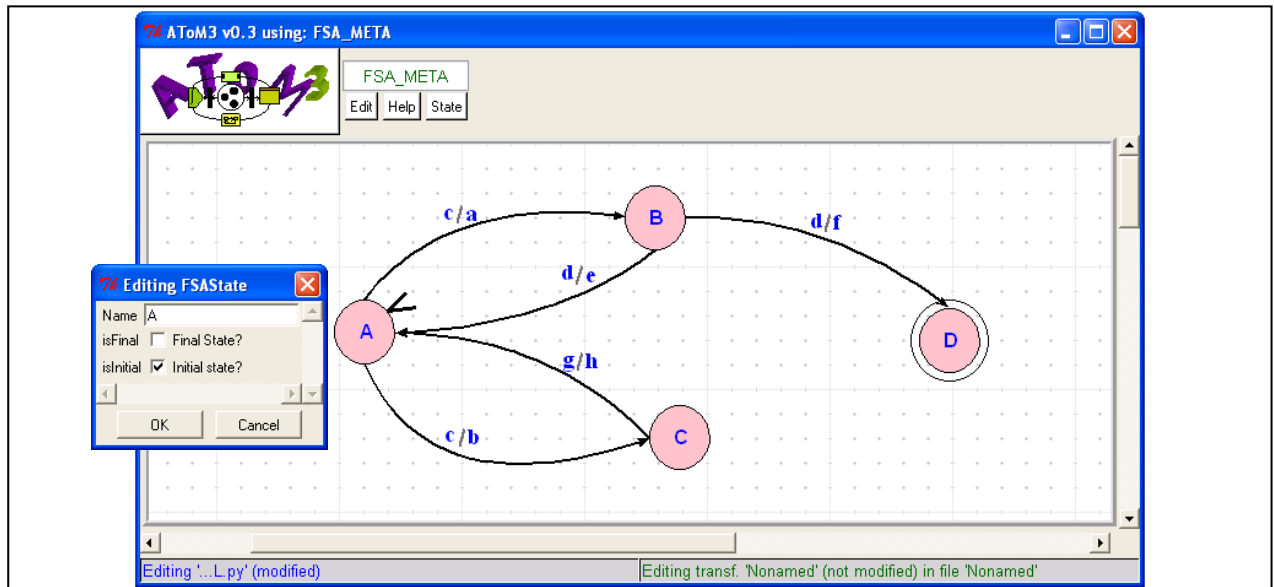 AToM3 v0.3 using: FSA_META
AToM3
FSA_META
Edit Help State
c/a
B
d/f
d/e
A
D
g/h
c/b
C
Editing FSAState
Name A
isFinal Final State?
isInitial Initial state?
OK Cancel
Editing '...L.py' (modified)
Editing transf. 'Nonamed' (not modified) in file 'Nonamed'